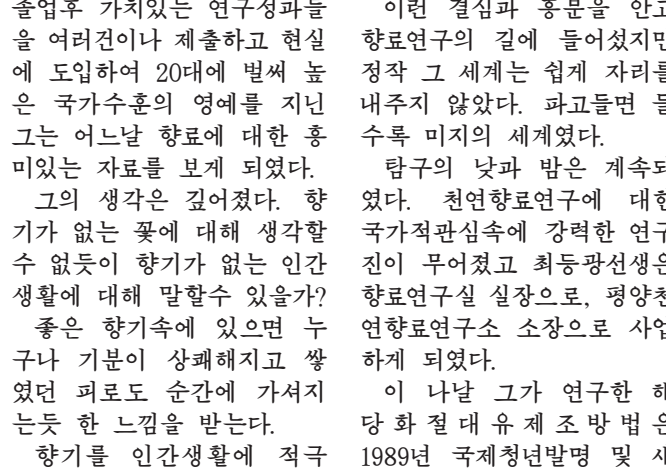 졸업후 가치있는 연구성과들
을 여러건이나 제출하고 현실
에 도입하여 20대에 벌써 높
은 국가수훈의 영예를 지닌
그는 어느날 향료에 대한 흥
미있는 자료를 보게 되였다.
그의 생각은 깊어졌다. 향
기가 없는 꽃에 대해 생각할
수 없듯이 향기가 없는 인간
생활에 대해 말할수 있을가?
좋은 향기속에 있으면 누
구나 기분이 상쾌해지고 쌓
였던 피로도 순간에 가셔지
는듯 한 느낌을 받는다.
향기를 인간생활에 적극
이런 결심과 흥분을 안고
향료연구의 길에 들어섰지만
정작 그 세계는 쉽게 자리를
내주지 않았다. 파고들면 들
수록 미지의 세계였다.
탐구의 낮과 밤은 계속되
였다. 천연향료연구에 대한
국가적관심속에 강력한 연구
진이 무어졌고 최등광선생은
향료연구실 실장으로, 평양천
연향료연구소 소장으로 사업
하게 되였다.
이 나날 그가 연구한 해
당화절대유제조방법은
1989년 국제청년발명 및 새